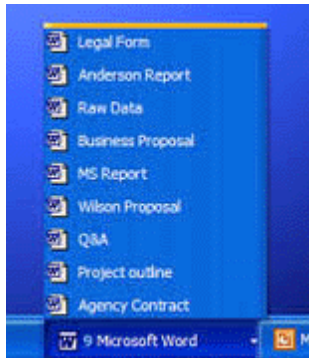 Legal Form
Anderson Report
Raw Data
Business Proposal
MS Report
Wilson Proposal
Q&A
Project outline
Agency Contract
9 Microsoft Word
M